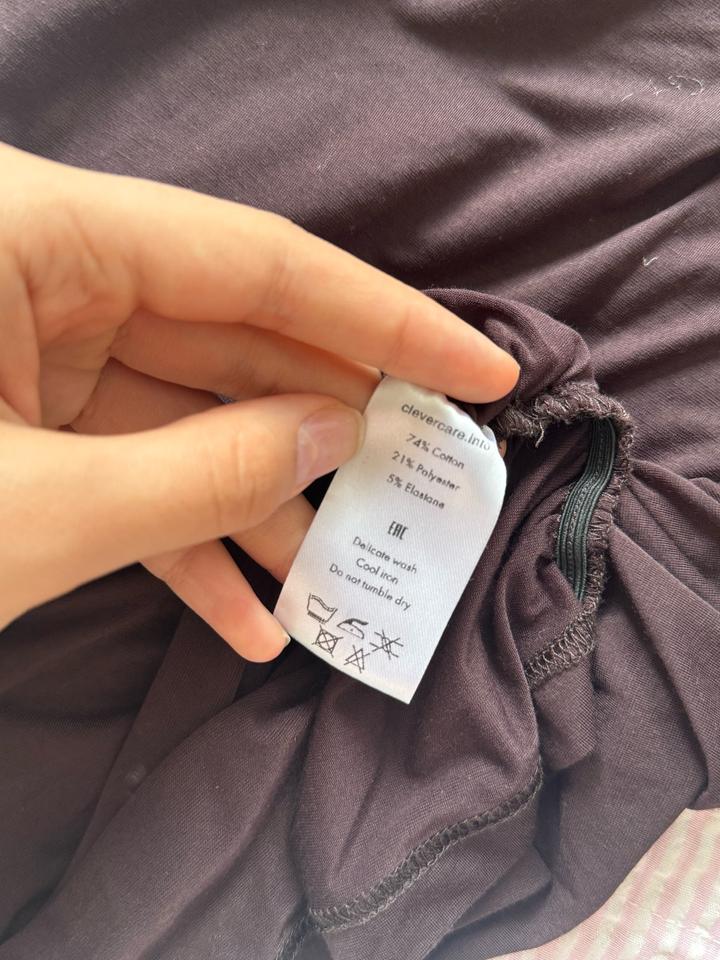 clevercare.info
74% Cotton
21% Polyester
5% Elastane
EAC
Delicate wash
Cool iron
Do not tumble dry